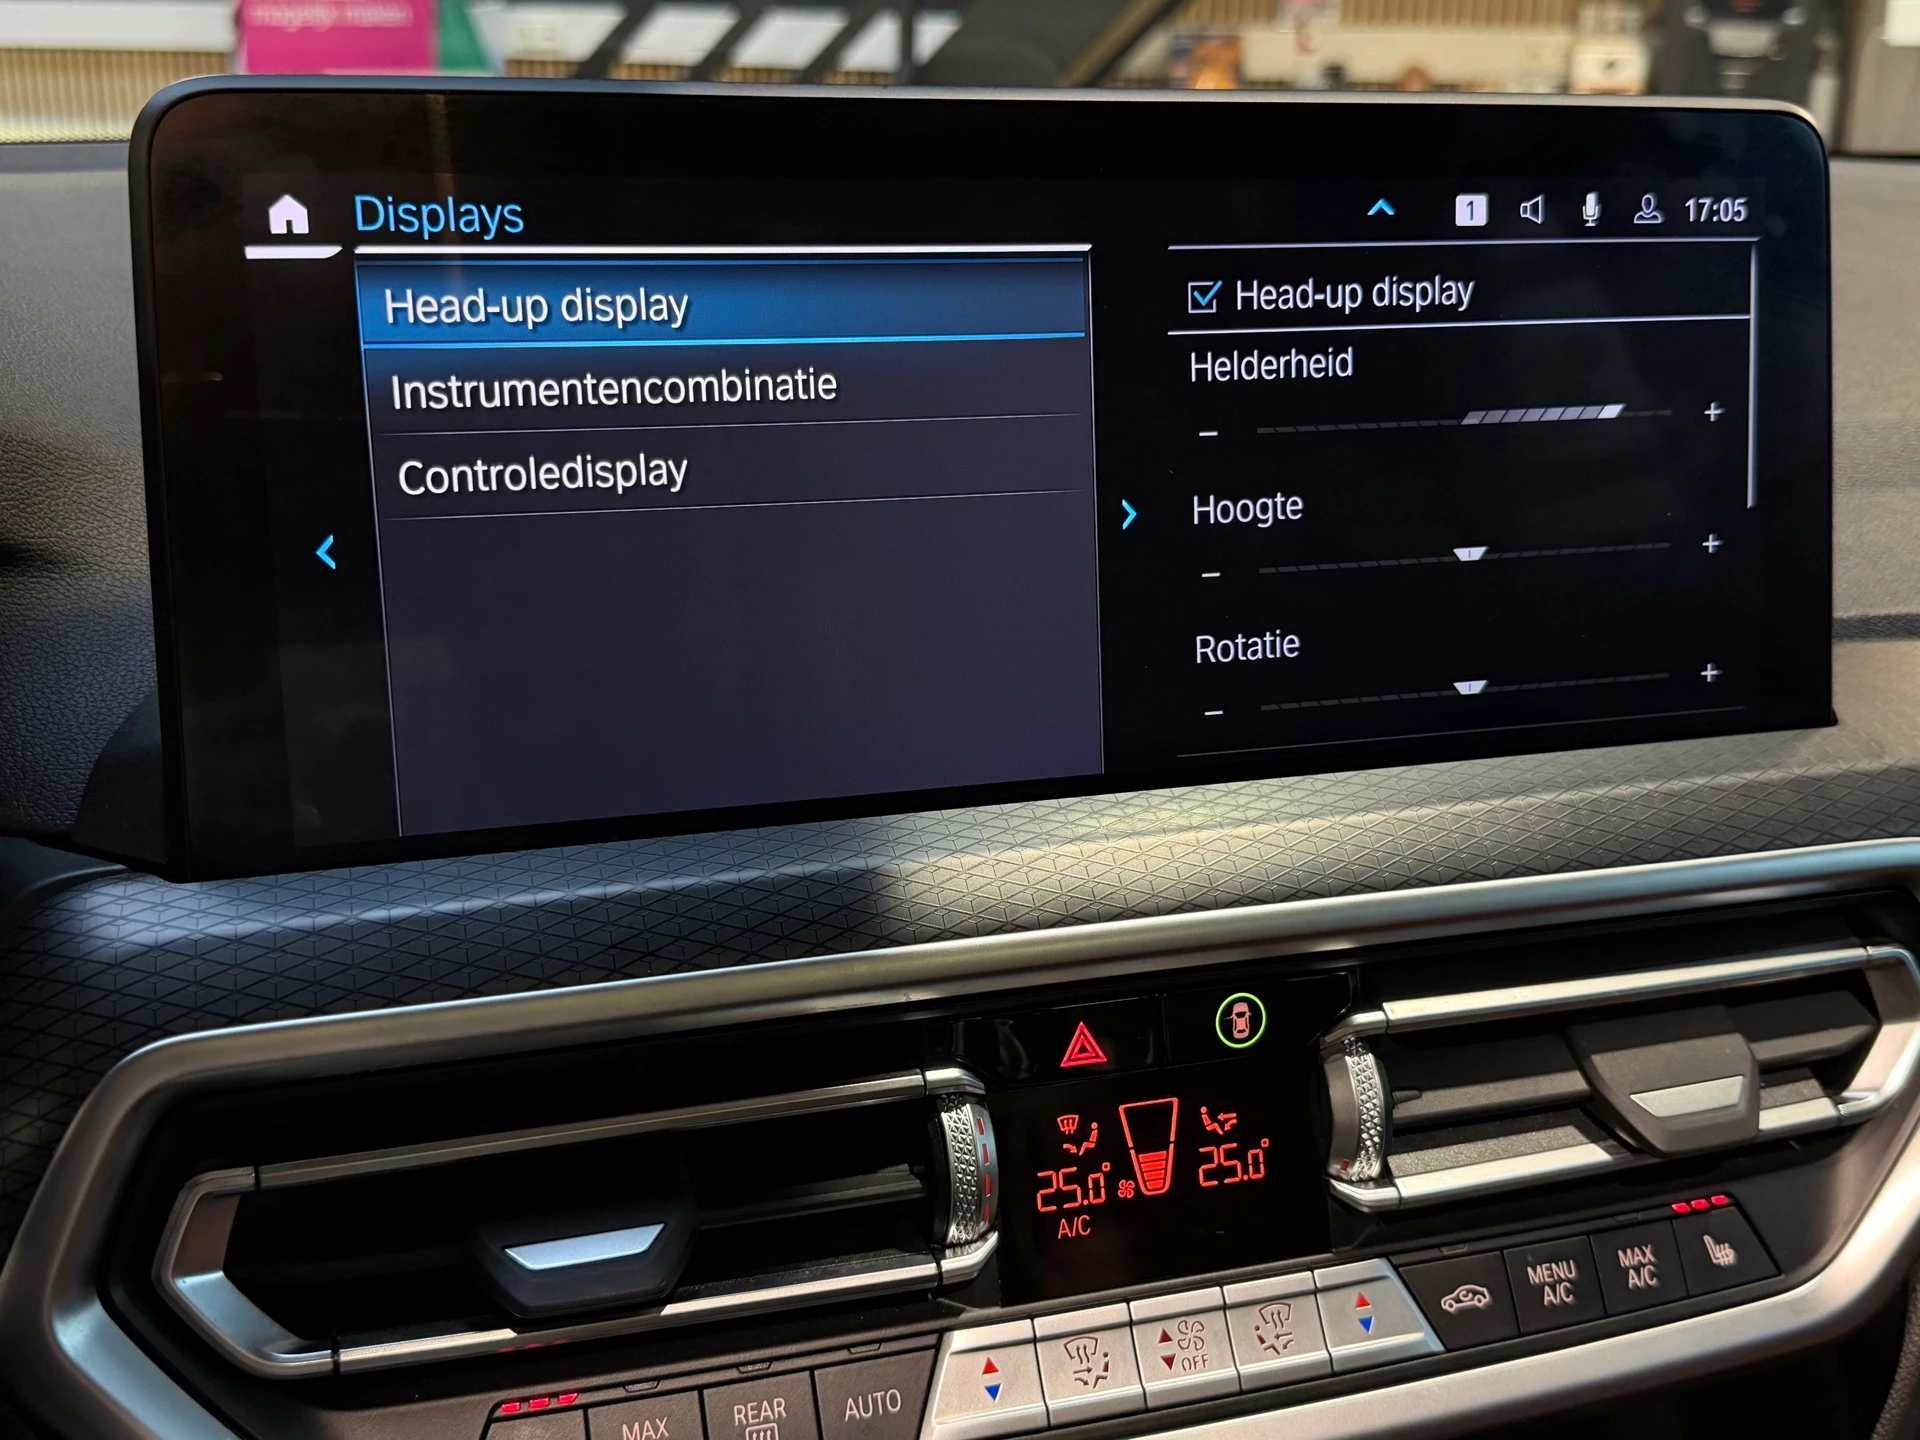 Displays
1
17:05
Head-up display
Instrumentencombinatie
Controledisplay
Head-up display
Helderheid
- +
Hoogte
- +
Rotatie
- +
25.0°
25.0°
A/C
MENU
A/C
MAX
A/C
OFF
AUTO
REAR
MAX